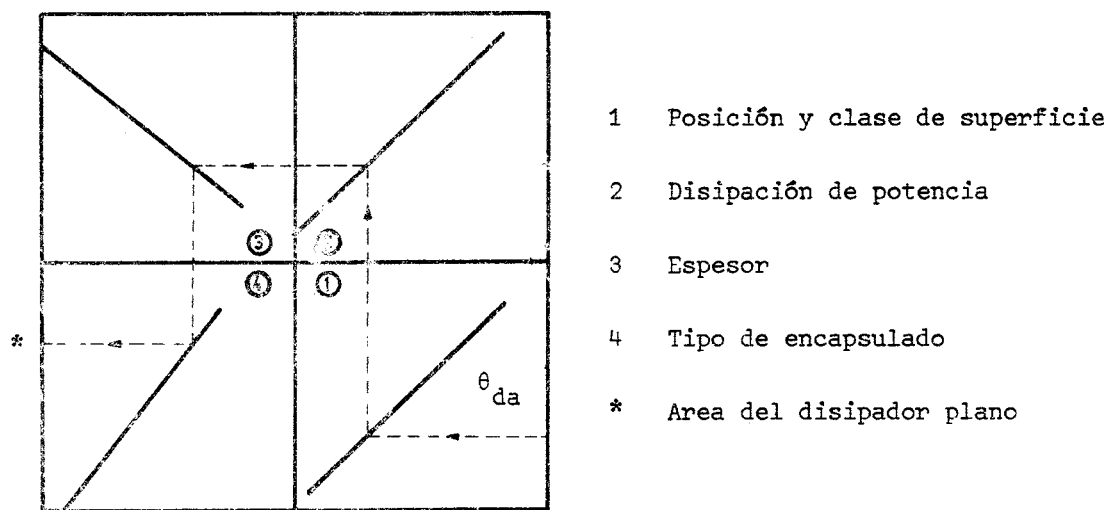 ③
④ ①
*
θda
1 Posición y clase de superficie
2 Disipación de potencia
3 Espesor
4 Tipo de encapsulado
* Area del disipador plano